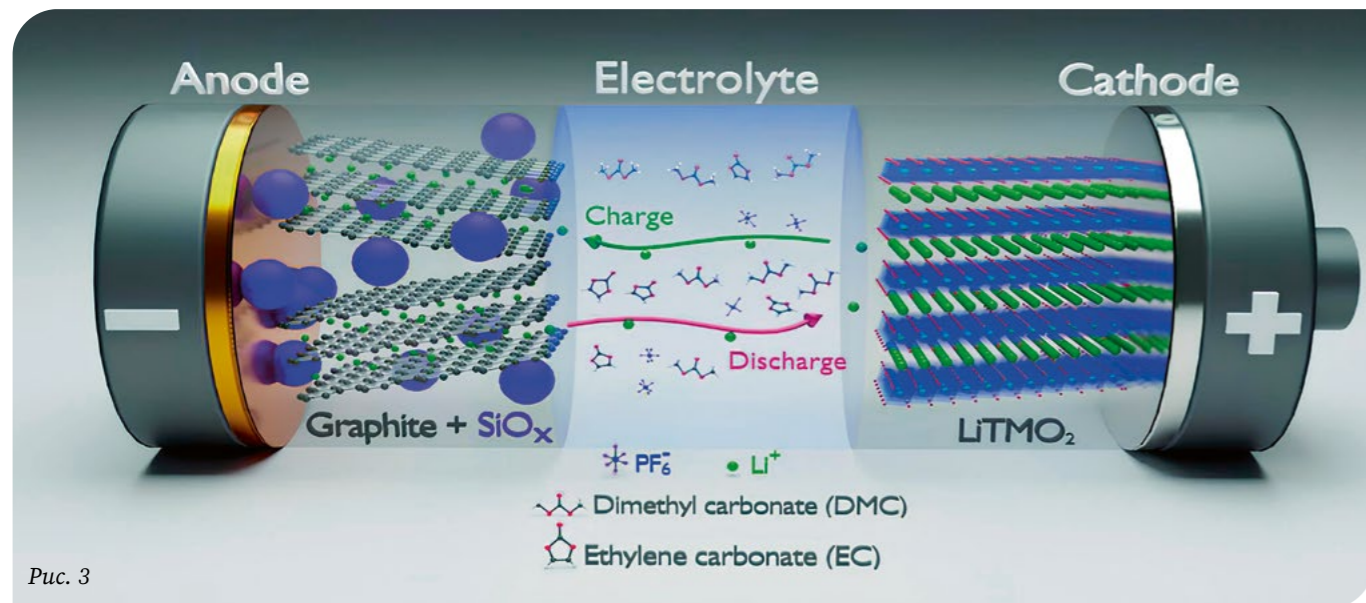 Anode
Electrolyte
Cathode
Charge
Discharge
Graphite + SiOₓ
LiTMO₂
PF₆⁻
Li⁺
Dimethyl carbonate (DMC)
Ethylene carbonate (EC)
Рис. 3